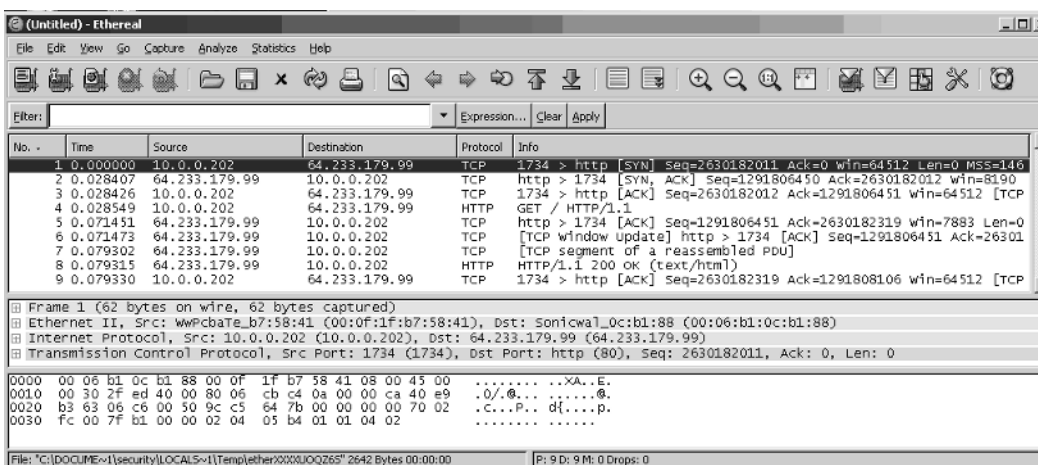 (Untitled) - Ethereal
File Edit View Go Capture Analyze Statistics Help
Filter: Expression... Clear Apply
No. - Time Source Destination Protocol Info
1 0.000000 10.0.0.202 64.233.179.99 TCP 1734 > http [SYN] Seq=2630182011 Ack=0 Win=64512 Len=0 MSS=146
2 0.028407 64.233.179.99 10.0.0.202 TCP http > 1734 [SYN, ACK] Seq=1291806450 Ack=2630182012 Win=8190
3 0.028426 10.0.0.202 64.233.179.99 TCP 1734 > http [ACK] Seq=2630182012 Ack=1291806451 Win=64512 [TCP
4 0.028549 10.0.0.202 64.233.179.99 HTTP GET / HTTP/1.1
5 0.071451 64.233.179.99 10.0.0.202 TCP http > 1734 [ACK] Seq=1291806451 Ack=2630182319 Win=7883 Len=0
6 0.071473 64.233.179.99 10.0.0.202 TCP [TCP Window Update] http > 1734 [ACK] Seq=1291806451 Ack=26301
7 0.079302 64.233.179.99 10.0.0.202 TCP [TCP segment of a reassembled PDU]
8 0.079315 64.233.179.99 10.0.0.202 HTTP HTTP/1.1 200 OK (text/html)
9 0.079330 10.0.0.202 64.233.179.99 TCP 1734 > http [ACK] Seq=2630182319 Ack=1291808106 Win=64512 [TCP
Frame 1 (62 bytes on wire, 62 bytes captured)
Ethernet II, Src: WwPcbaTe_b7:58:41 (00:0f:1f:b7:58:41), Dst: Sonicwal_0c:b1:88 (00:06:b1:0c:b1:88)
Internet Protocol, Src: 10.0.0.202 (10.0.0.202), Dst: 64.233.179.99 (64.233.179.99)
Transmission Control Protocol, Src Port: 1734 (1734), Dst Port: http (80), Seq: 2630182011, Ack: 0, Len: 0
0000 00 06 b1 0c b1 88 00 0f 1f b7 58 41 08 00 45 00 ........ ..XA..E.
0010 00 30 2f ed 40 00 80 06 cb c4 0a 00 00 ca 40 e9 .0/.@... ......@.
0020 b3 63 06 c6 00 50 9c c5 64 7b 00 00 00 00 70 02 .c...P.. d{....p.
0030 fc 00 7f b1 00 00 02 04 05 b4 01 01 04 02 ........ ......
File: "C:\DOCUME~1\security\LOCALS~1\Temp\etherXXXXUOQZ6S" 2642 Bytes 00:00:00 P: 9 D: 9 M: 0 Drops: 0